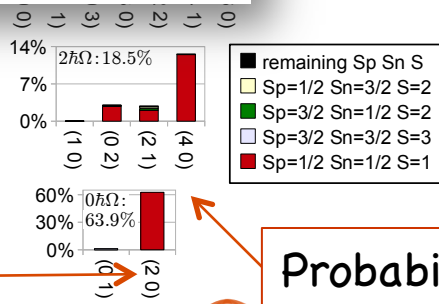 14%
2ℏΩ:18.5%
7%
0%
(1 0)
(0 2)
(2 1)
(4 0)
remaining Sp Sn S
Sp=1/2 Sn=3/2 S=2
Sp=3/2 Sn=1/2 S=2
Sp=3/2 Sn=3/2 S=3
Sp=1/2 Sn=1/2 S=1
60%
0ℏΩ:
30%
63.9%
0%
(0 1)
(2 0)